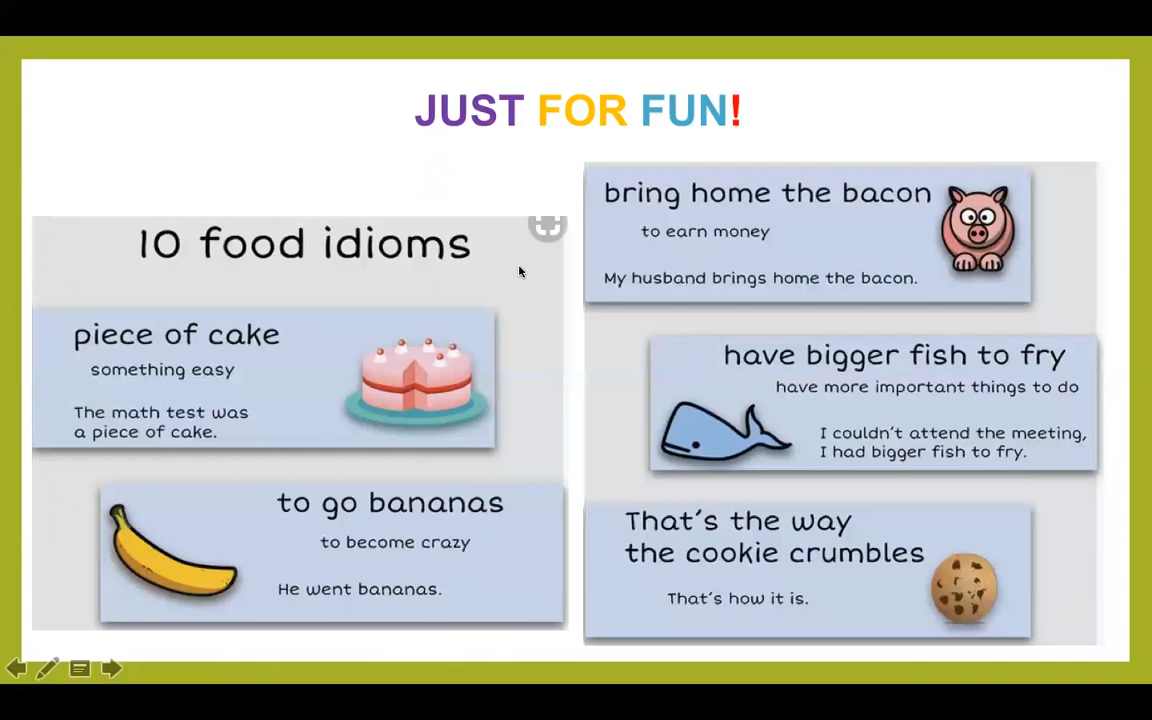 JUST FOR FUN!
10 food idioms
piece of cake
something easy
The math test was
a piece of cake.
to go bananas
to become crazy
He went bananas.
bring home the bacon
to earn money
My husband brings home the bacon.
have bigger fish to fry
have more important things to do
I couldn't attend the meeting,
I had bigger fish to fry.
That's the way
the cookie crumbles
That's how it is.